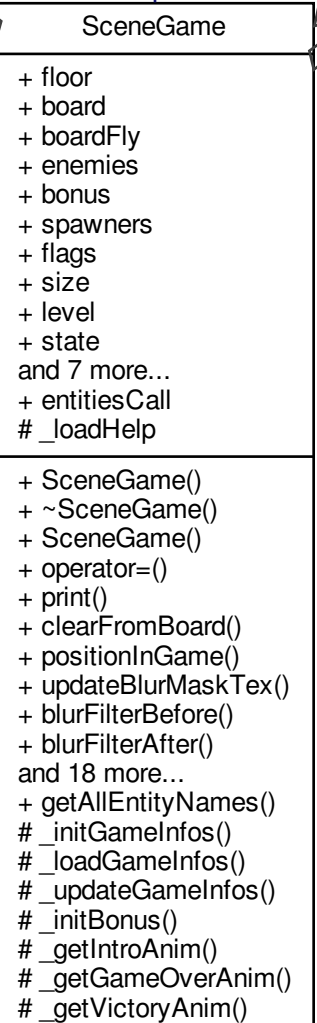 SceneGame
+ floor
+ board
+ boardFly
+ enemies
+ bonus
+ spawners
+ flags
+ size
+ level
+ state
and 7 more...
+ entitiesCall
# _loadHelp
+ SceneGame()
+ ~SceneGame()
+ SceneGame()
+ operator=()
+ print()
+ clearFromBoard()
+ positionInGame()
+ updateBlurMaskTex()
+ blurFilterBefore()
+ blurFilterAfter()
and 18 more...
+ getAllEntityNames()
# _initGameInfos()
# _loadGameInfos()
# _updateGameInfos()
# _initBonus()
# _getIntroAnim()
# _getGameOverAnim()
# _getVictoryAnim()